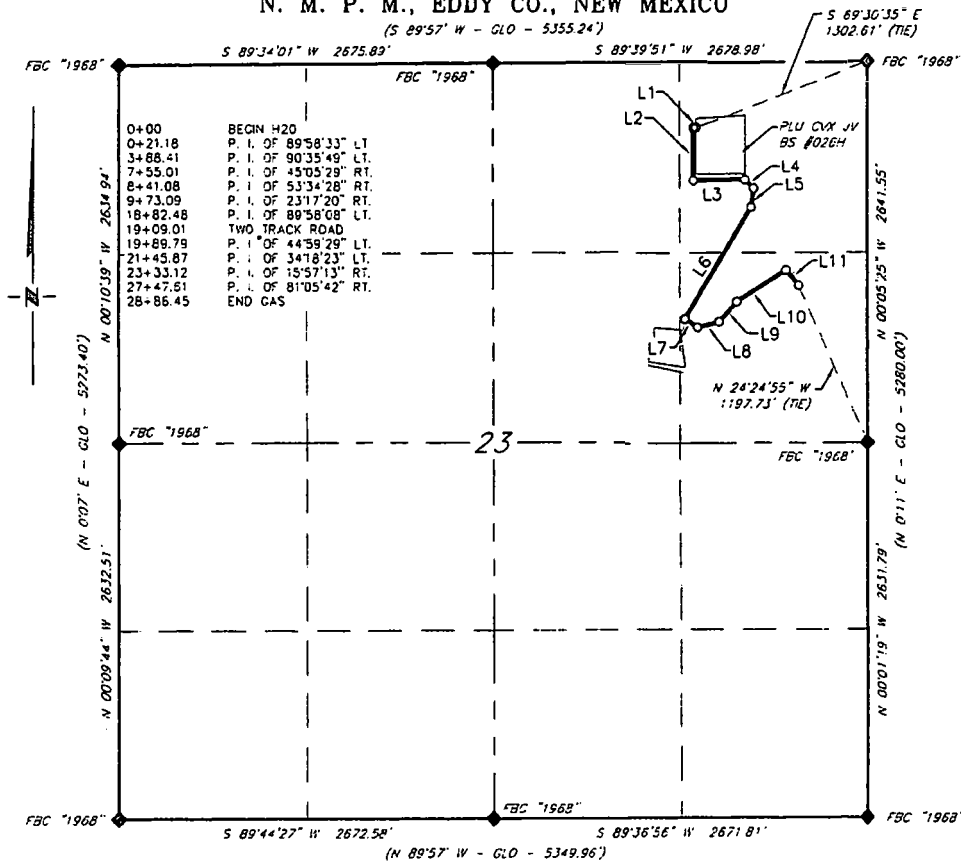 N. M. P. M., EDDY CO., NEW MEXICO
(S 89°57' W - GLO - 5355.24')
S 69°30'35" E
1302.61' (TIE)
S 89°34'01" W 2675.89'
S 89°39'51" W 2678.98'
FBC "1968"
FBC "1968"
FBC "1968"
L1
L2
PLU CVX JV
BS #026H
0+00 BEGIN H20
0+21.18 P. I. OF 89°58'33" LT
3+88.41 P. I. OF 90°35'49" LT.
7+55.01 P. I. OF 45°05'29" RT.
8+41.08 P. I. OF 53°34'28" RT.
9+73.09 P. I. OF 23°17'20" RT.
18+82.48 P. I. OF 89°58'08" LT.
19+09.01 TWO TRACK ROAD
19+89.79 P. I. OF 44°59'29" LT.
21+45.87 P. I. OF 34°18'23" LT.
23+33.12 P. I. OF 15°57'13" RT.
27+47.61 P. I. OF 81°05'42" RT.
28+86.45 END GAS
L3
L4
L5
L6
L7
L8
L9
L10
L11
N 00°10'39" W 2634.94'
N 00°05'25" W 2641.55'
N
(N 0°07' E - GLO - 5273.40')
(N 0°11' E - GLO - 5280.00')
N 24°24'55" W
1197.73' (TIE)
FBC "1968"
23
FBC "1968'
N 00°09'44" W 2632.51'
N 00°01'19" W 2631.79'
FBC "1968"
FBC "1968"
FBC "1968"
S 89°44'27" W 2672.58'
S 89°36'56" W 2671.81'
(N 89°57' W - GLO - 5349.96')